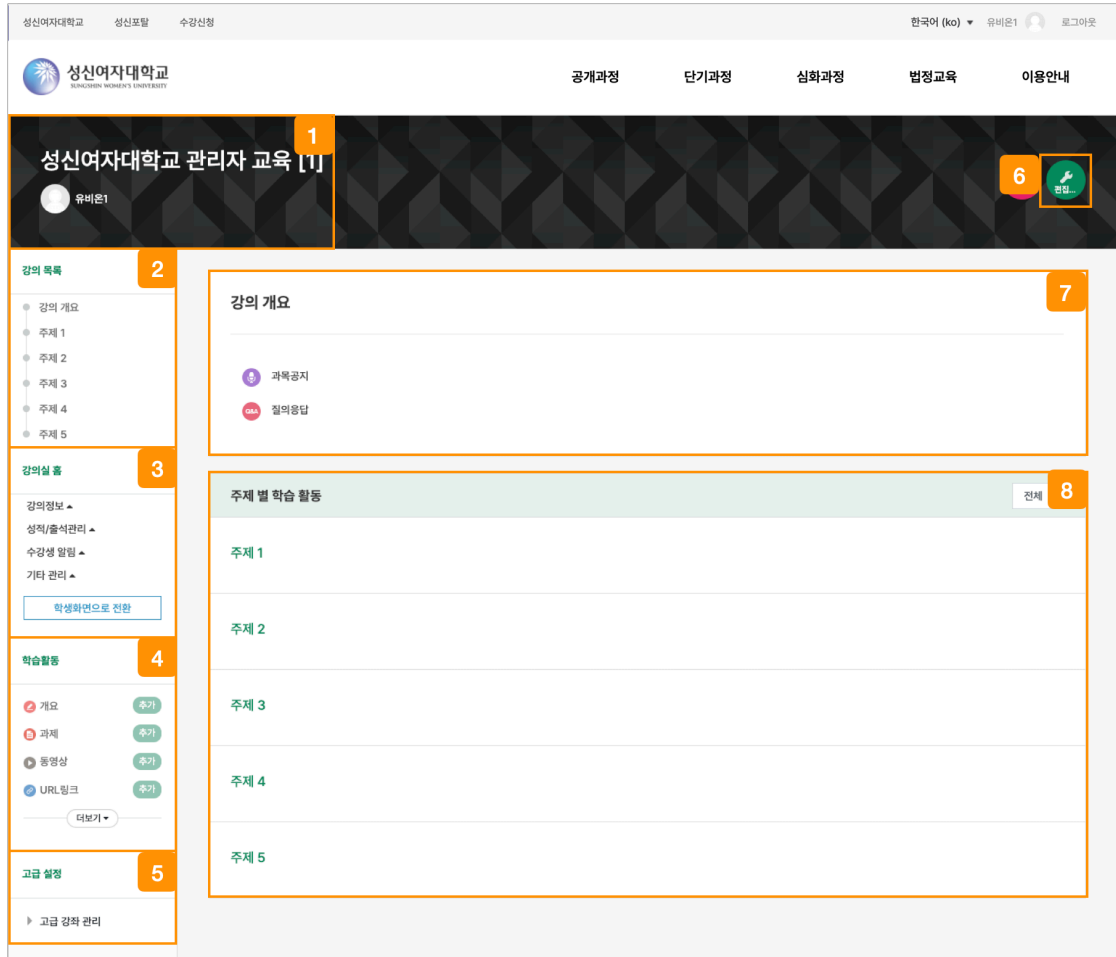 성신여자대학교 성신포탈 수강신청 한국어 (ko) ▼ 유비온1 로그아웃
성신여자대학교
SUNGSHIN WOMEN'S UNIVERSITY
공개과정 단기과정 심화과정 법정교육 이용안내
1
성신여자대학교 관리자 교육 [1]
유비온1
6
편집...
강의 목록
2
강의 개요
주제 1
주제 2
주제 3
주제 4
주제 5
강의실 홈
3
강의정보
성적/출석관리
수강생 알림
기타 관리
학생화면으로 전환
학습활동
4
개요 추가
과제 추가
동영상 추가
URL링크 추가
더보기
고급 설정
5
고급 강좌 관리
7
강의 개요
과목공지
Q&A 질의응답
주제 별 학습 활동
전체
8
주제 1
주제 2
주제 3
주제 4
주제 5